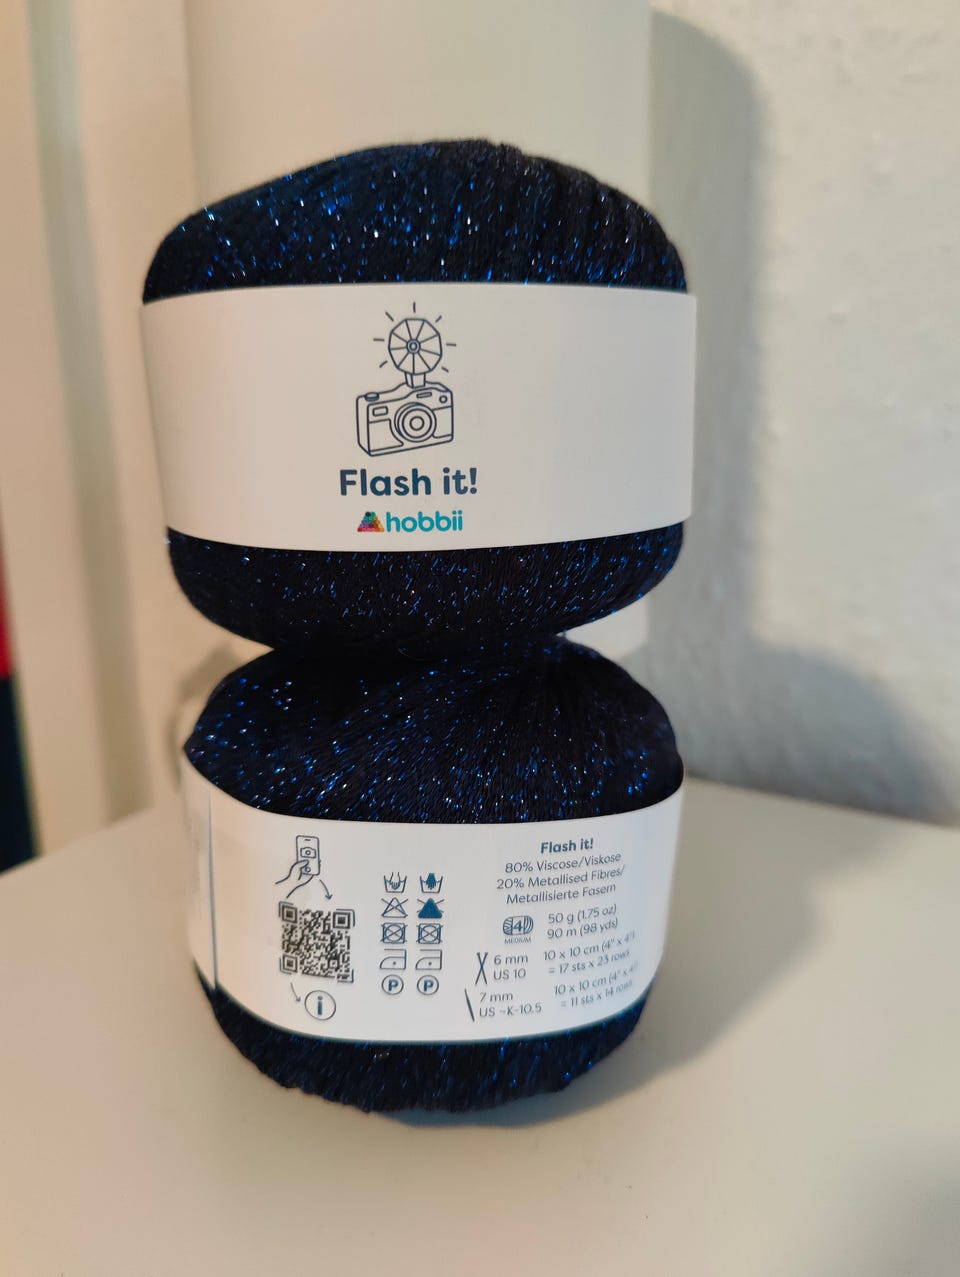 Flash it!
hobbii
Flash it!
80% Viscose/Viskose
20% Metallised Fibres/
Metallisierte Fasern
4
MEDIUM
50 g (1.75 oz)
90 m (98 yds)
6 mm
US 10
10 x 10 cm (4" x 4")
= 17 sts x 23 rows
7 mm
US ~K-10.5
10 x 10 cm (4" x 4")
= 11 sts x 14 rows
P
P
i